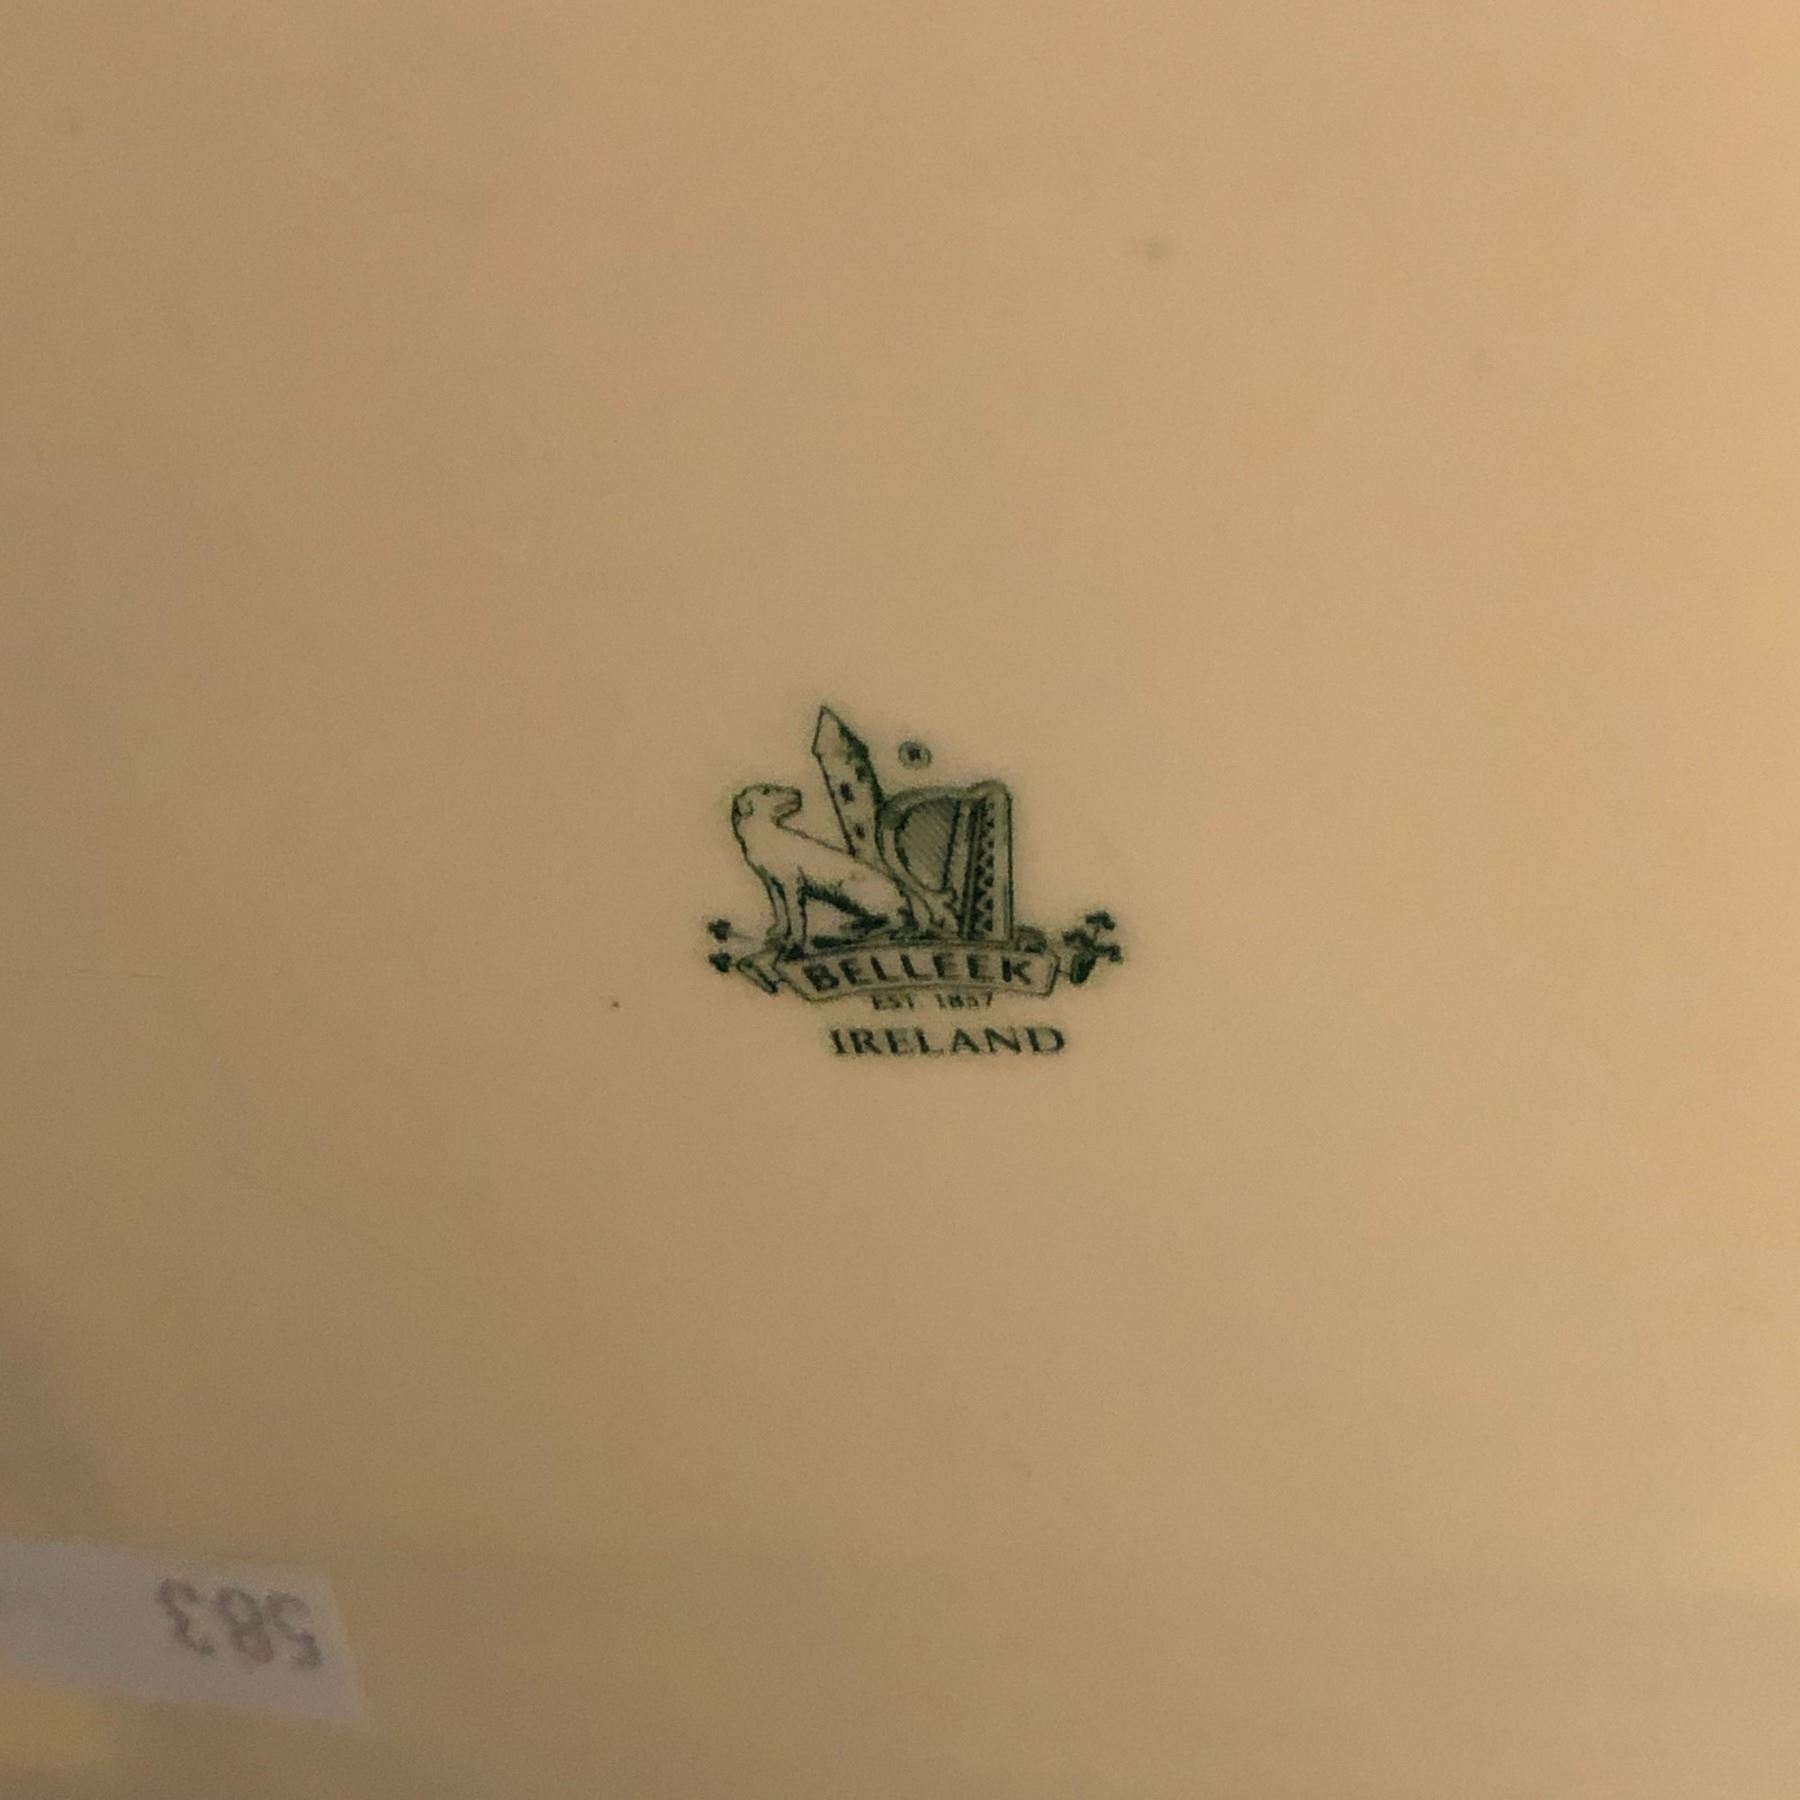 ®
BELLEEK
EST 1857
IRELAND
583